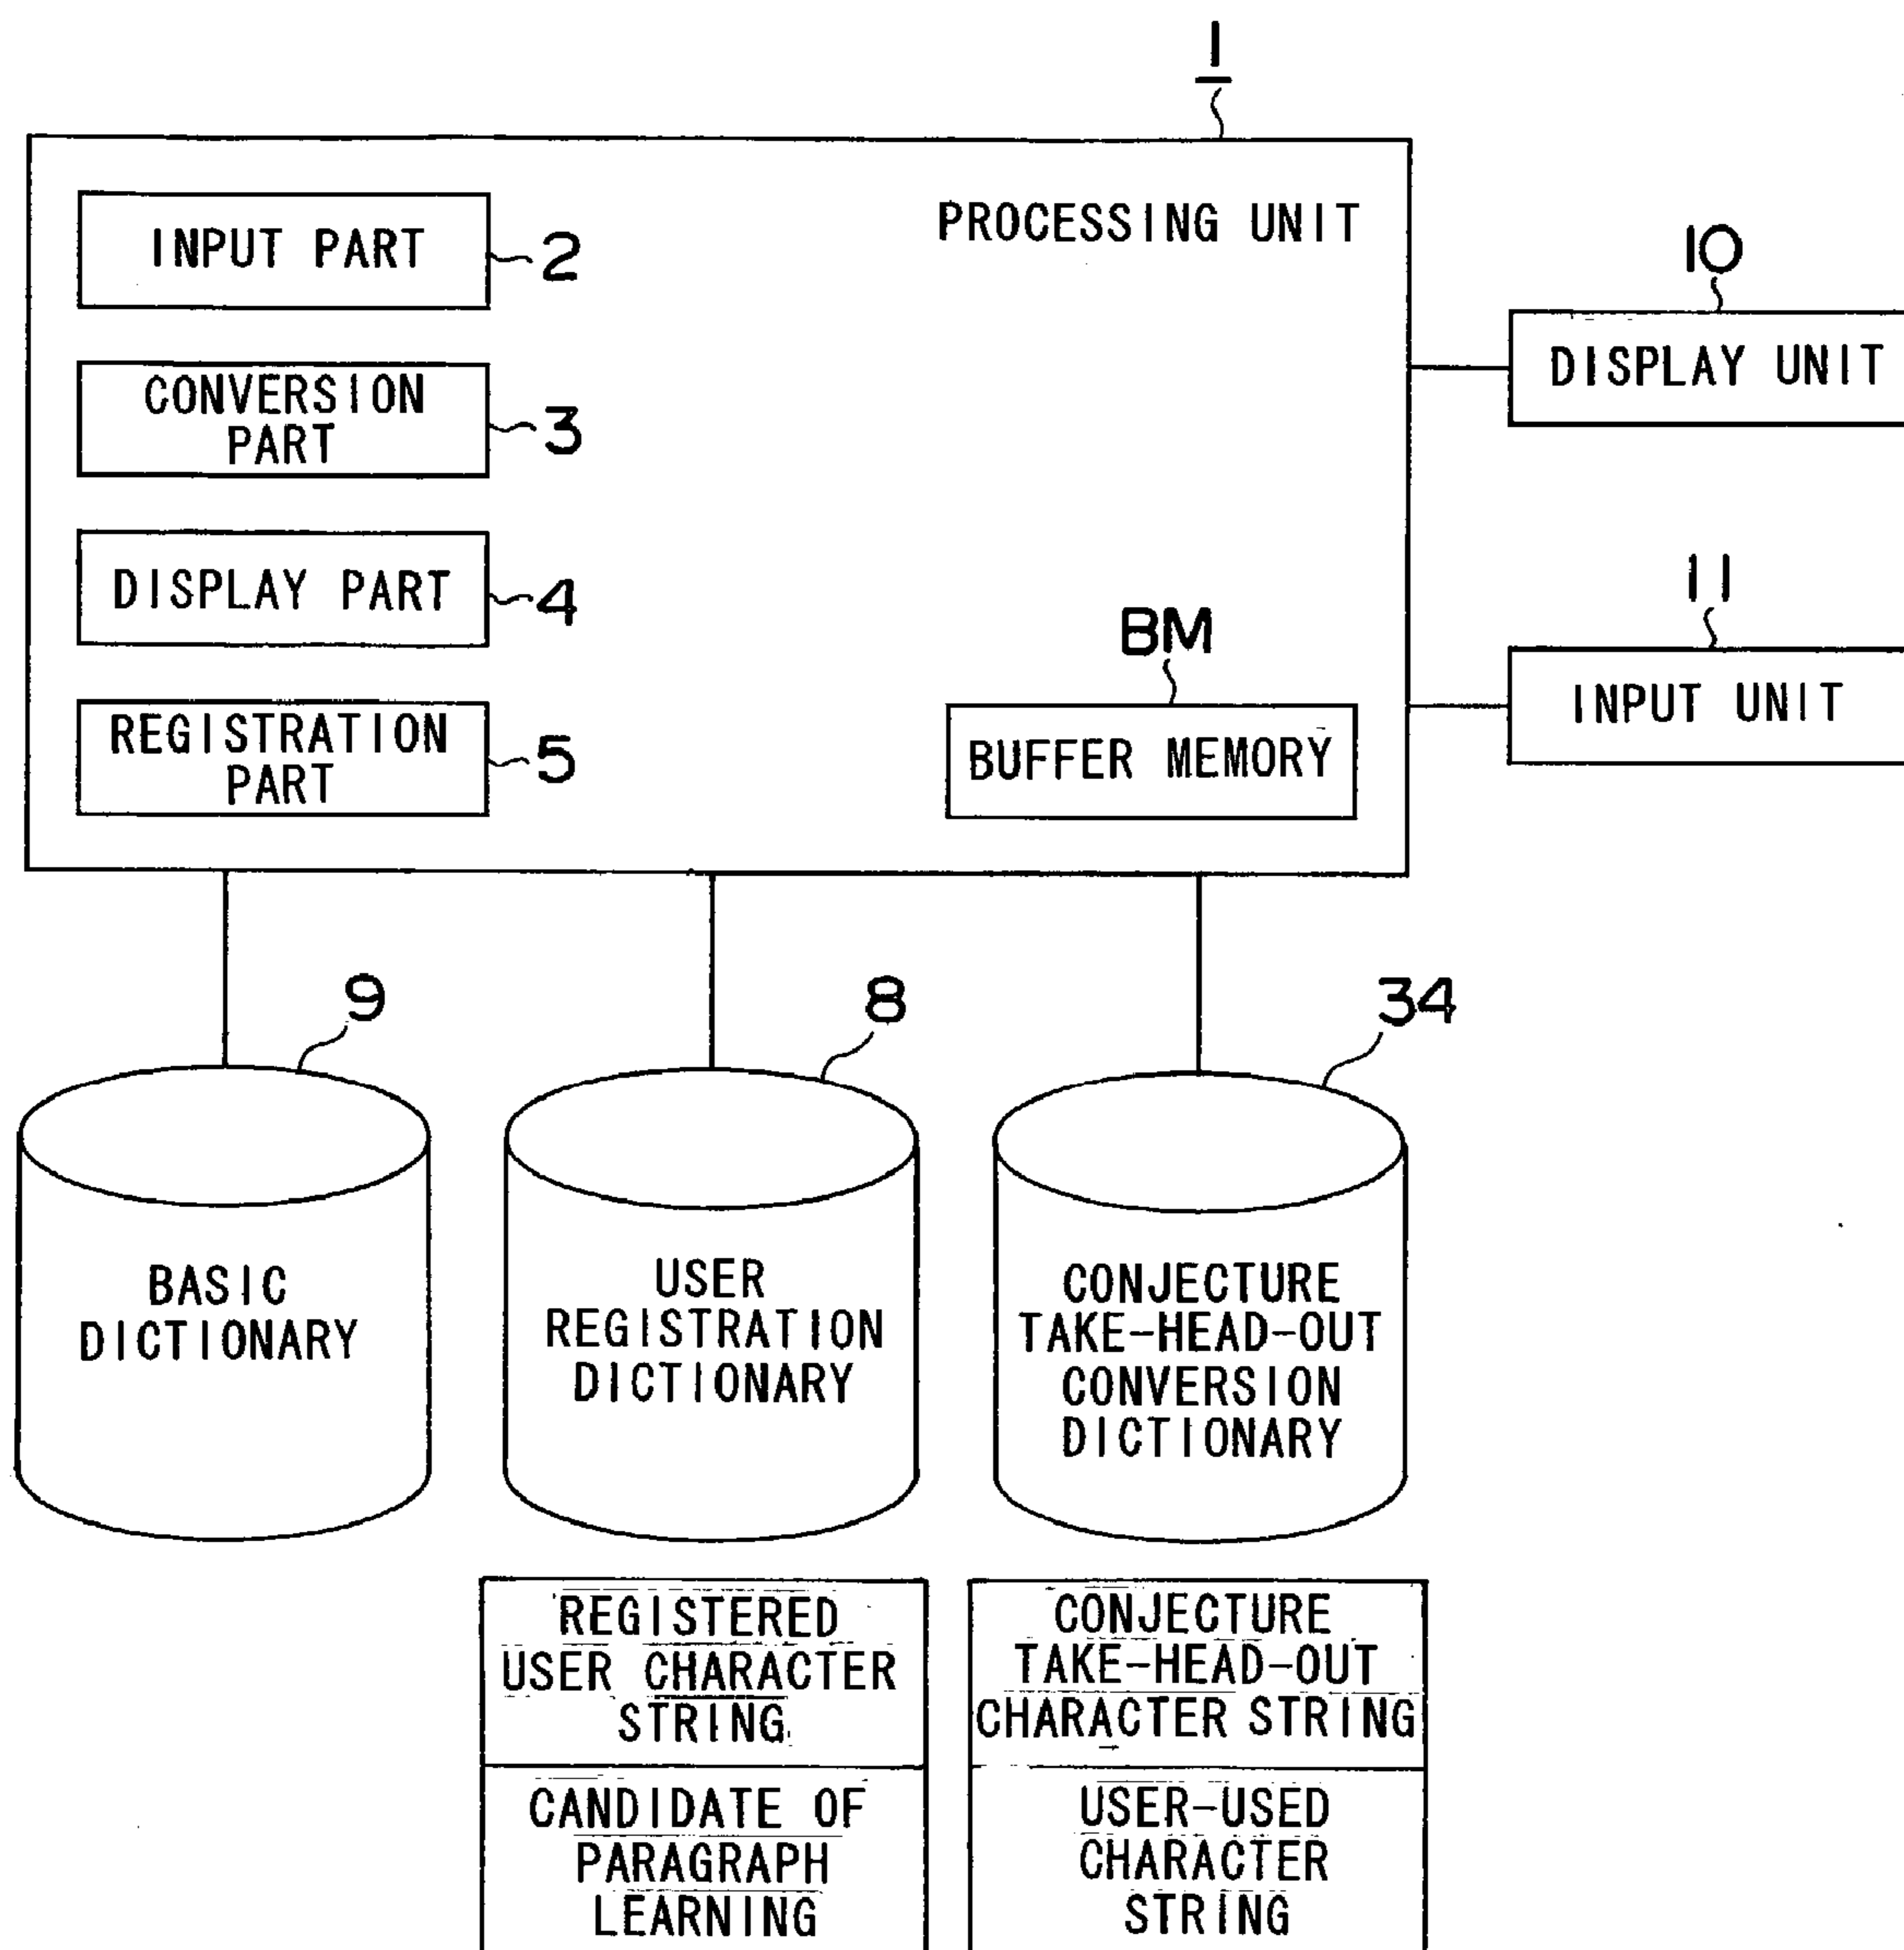 1
PROCESSING UNIT
INPUT PART
2
CONVERSION
PART
3
DISPLAY PART
4
REGISTRATION
PART
5
BM
BUFFER MEMORY
10
DISPLAY UNIT
11
INPUT UNIT
9
BASIC
DICTIONARY
8
USER
REGISTRATION
DICTIONARY
34
CONJECTURE
TAKE-HEAD-OUT
CONVERSION
DICTIONARY
REGISTERED
USER CHARACTER
STRING
CANDIDATE OF
PARAGRAPH
LEARNING
CONJECTURE
TAKE-HEAD-OUT
CHARACTER STRING
USER-USED
CHARACTER
STRING